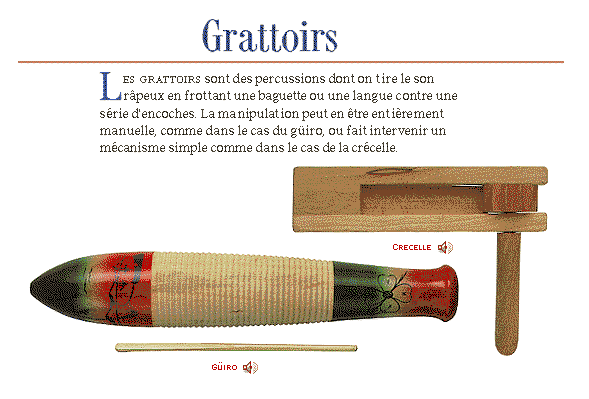 Grattoirs
LES GRATTOIRS sont des percussions dont on tire le son
râpeux en frottant une baguette ou une langue contre une
série d'encoches. La manipulation peut en être entièrement
manuelle, comme dans le cas du güiro, ou fait intervenir un
mécanisme simple comme dans le cas de la crécelle.
CRECELLE
GÜIRO